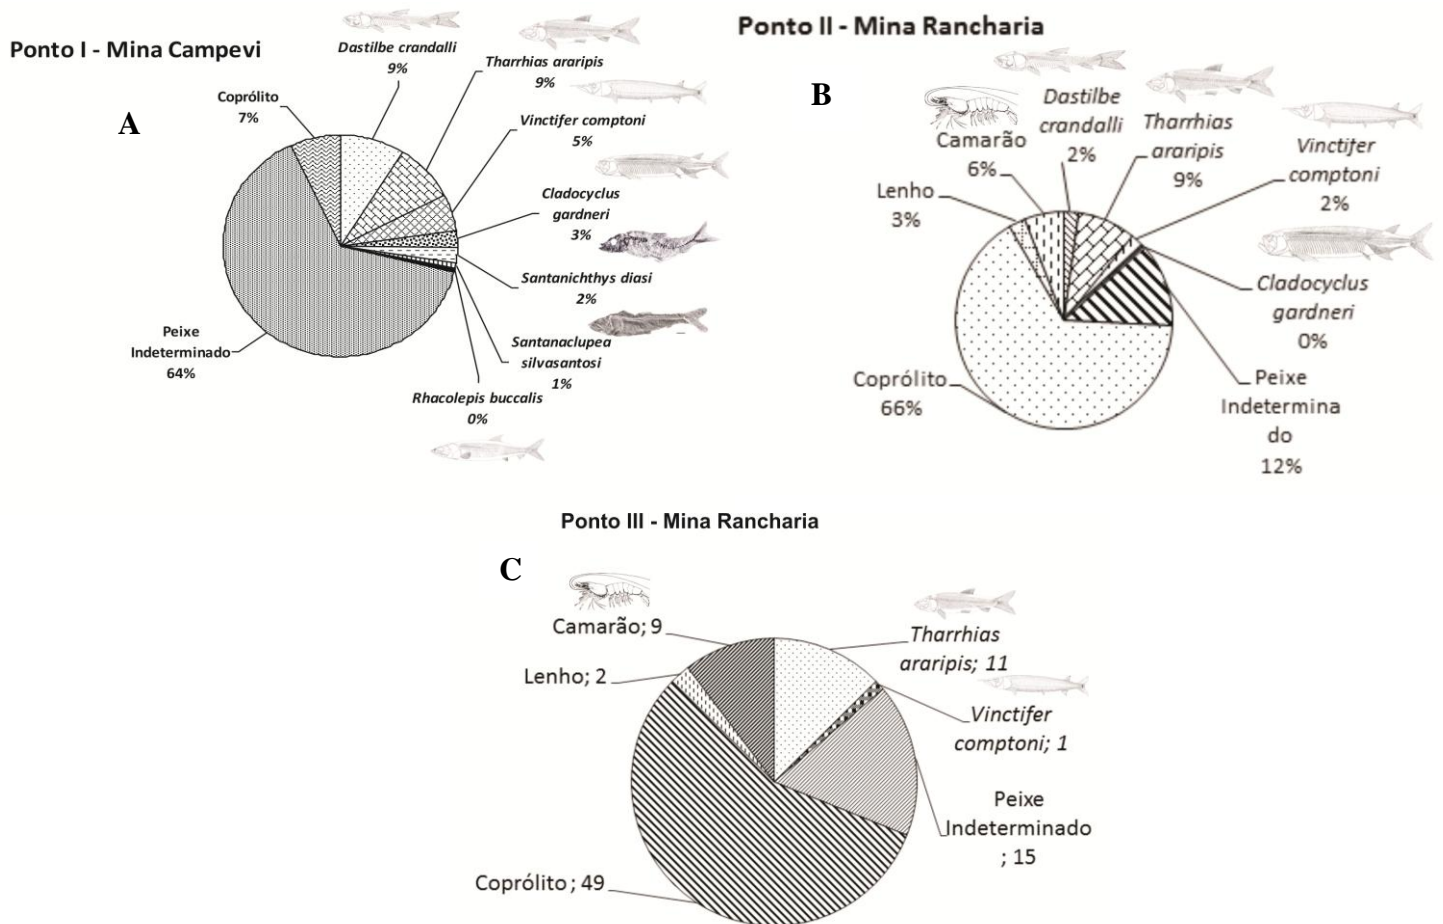 Ponto I - Mina Campevi
A
Dastilbe crandalli
9%
Tharrhias araripis
9%
Vinctifer comptoni
5%
Cladocyclus
gardneri
3%
Santanichthys diasi
2%
Santanaclupea
silvasantosi
1%
Rhacolepis buccalis
0%
Peixe
Indeterminado
64%
Coprólito
7%
Ponto II - Mina Rancharia
B
Camarão
6%
Dastilbe
crandalli
2%
Tharrhias
araripis
9%
Vinctifer
comptoni
2%
Cladocyclus
gardneri
0%
Peixe
Indetermina
do
12%
Coprólito
66%
Lenho
3%
Ponto III - Mina Rancharia
C
Camarão; 9
Tharrhias
araripis; 11
Vinctifer
comptoni; 1
Peixe
Indeterminado
; 15
Coprólito ; 49
Lenho; 2